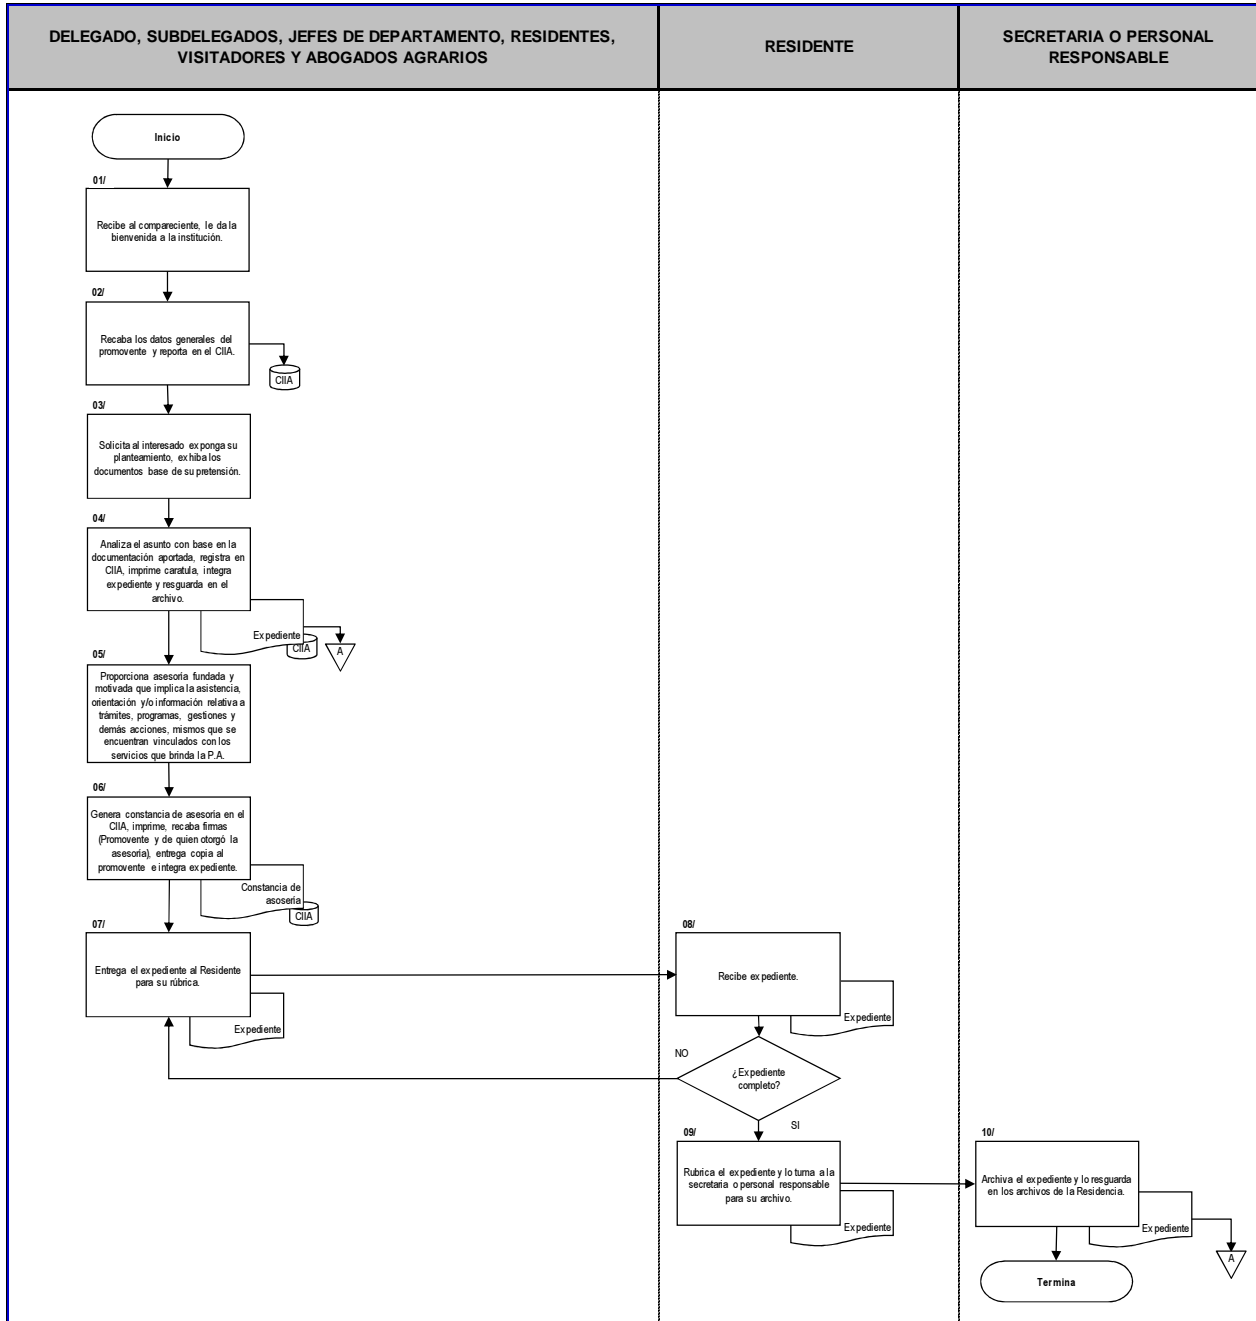 DELEGADO, SUBDELEGADOS, JEFES DE DEPARTAMENTO, RESIDENTES,
VISITADORES Y ABOGADOS AGRARIOS
RESIDENTE
SECRETARIA O PERSONAL
RESPONSABLE
Inicio
01/
Recibe al compareciente, le da la
bienvenida a la institución.
02/
Recaba los datos generales del
promovente y reporta en el CIIA.
CIIA
03/
Solicita al interesado exponga su
planteamiento, exhiba los
documentos base de su pretensión.
04/
Analiza el asunto con base en la
documentación aportada, registra en
CIIA, imprime caratula, integra
expediente y resguarda en el
archivo.
Expediente
CIIA
A
05/
Proporciona asesoría fundada y
motivada que implica la asistencia,
orientación y/o información relativa a
trámites, programas, gestiones y
demás acciones, mismos que se
encuentran vinculados con los
servicios que brinda la P.A.
06/
Genera constancia de asesoría en el
CIIA, imprime, recaba firmas
(Promovente y de quien otorgó la
asesoría), entrega copia al
promovente e integra expediente.
Constancia de
asosería
CIIA
07/
Entrega el expediente al Residente
para su rúbrica.
Expediente
08/
Recibe expediente.
Expediente
NO
¿Expediente
completo?
SI
09/
Rubrica el expediente y lo turna a la
secretaria o personal responsable
para su archivo.
Expediente
10/
Archiva el expediente y lo resguarda
en los archivos de la Residencia.
Expediente
A
Termina